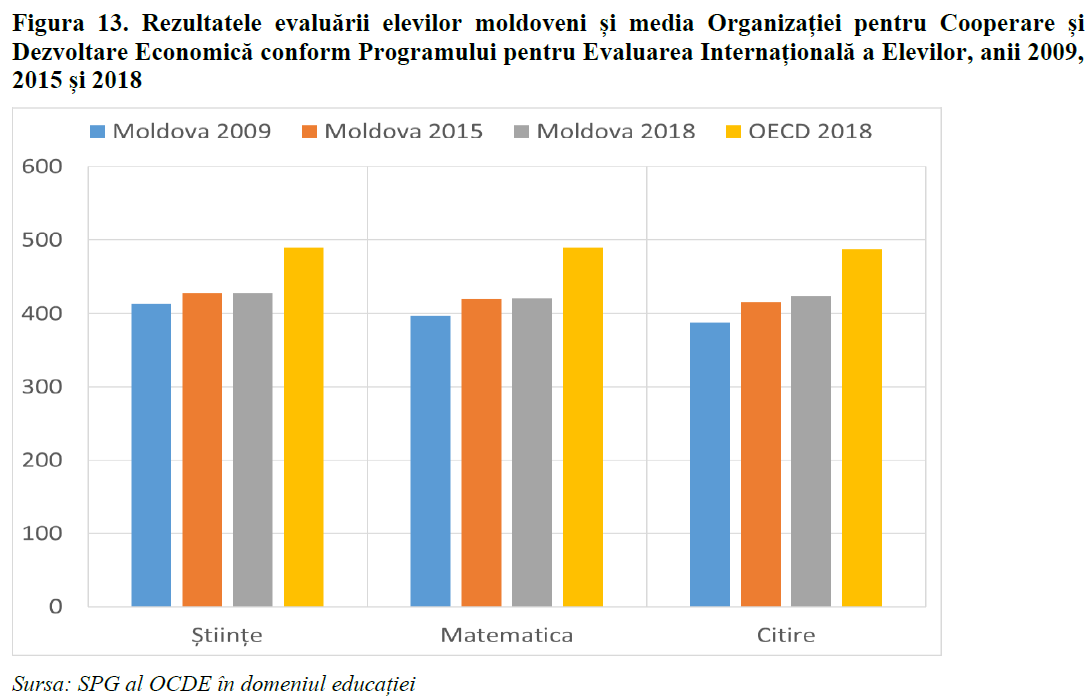 Figura 13. Rezultatele evaluării elevilor moldoveni și media Organizației pentru Cooperare și
Dezvoltare Economică conform Programului pentru Evaluarea Internațională a Elevilor, anii 2009,
2015 și 2018
Moldova 2009 Moldova 2015 Moldova 2018 OECD 2018
600
500
400
300
200
100
0
Științe Matematica Citire
Sursa: SPG al OCDE în domeniul educației